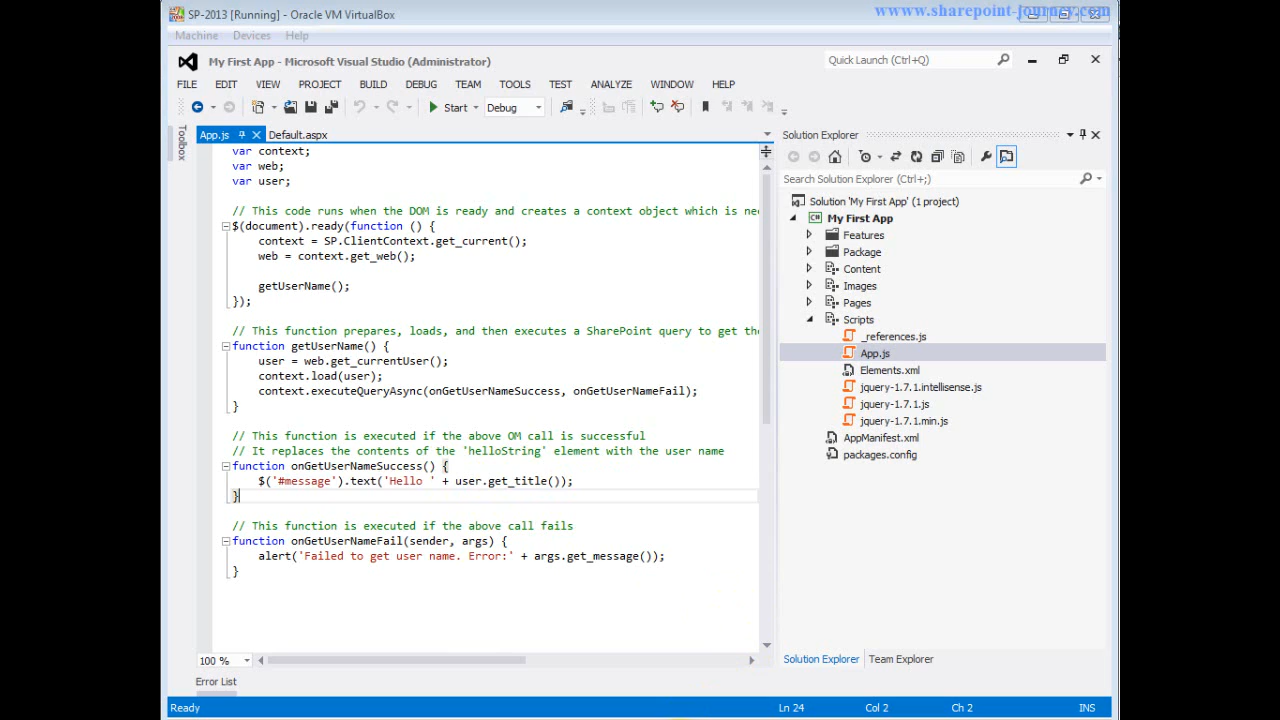 SP-2013 [Running] - Oracle VM VirtualBox
wwww.sharepoint-journey.com
Machine Devices Help
My First App - Microsoft Visual Studio (Administrator)
Quick Launch (Ctrl+Q)
FILE EDIT VIEW PROJECT BUILD DEBUG TEAM TOOLS TEST ANALYZE WINDOW HELP
Start Debug
Toolbox
App.js Default.aspx
var context;
var web;
var user;
// This code runs when the DOM is ready and creates a context object which is nee
$(document).ready(function () {
context = SP.ClientContext.get_current();
web = context.get_web();
getUserName();
});
// This function prepares, loads, and then executes a SharePoint query to get the
function getUserName() {
user = web.get_currentUser();
context.load(user);
context.executeQueryAsync(onGetUserNameSuccess, onGetUserNameFail);
}
// This function is executed if the above OM call is successful
// It replaces the contents of the 'helloString' element with the user name
function onGetUserNameSuccess() {
$('#message').text('Hello ' + user.get_title());
}
// This function is executed if the above call fails
function onGetUserNameFail(sender, args) {
alert('Failed to get user name. Error:' + args.get_message());
}
100 %
Error List
Solution Explorer
Search Solution Explorer (Ctrl+;)
Solution 'My First App' (1 project)
My First App
Features
Package
Content
Images
Pages
Scripts
_references.js
App.js
Elements.xml
jquery-1.7.1.intellisense.js
jquery-1.7.1.js
jquery-1.7.1.min.js
AppManifest.xml
packages.config
Solution Explorer Team Explorer
Ready Ln 24 Col 2 Ch 2 INS